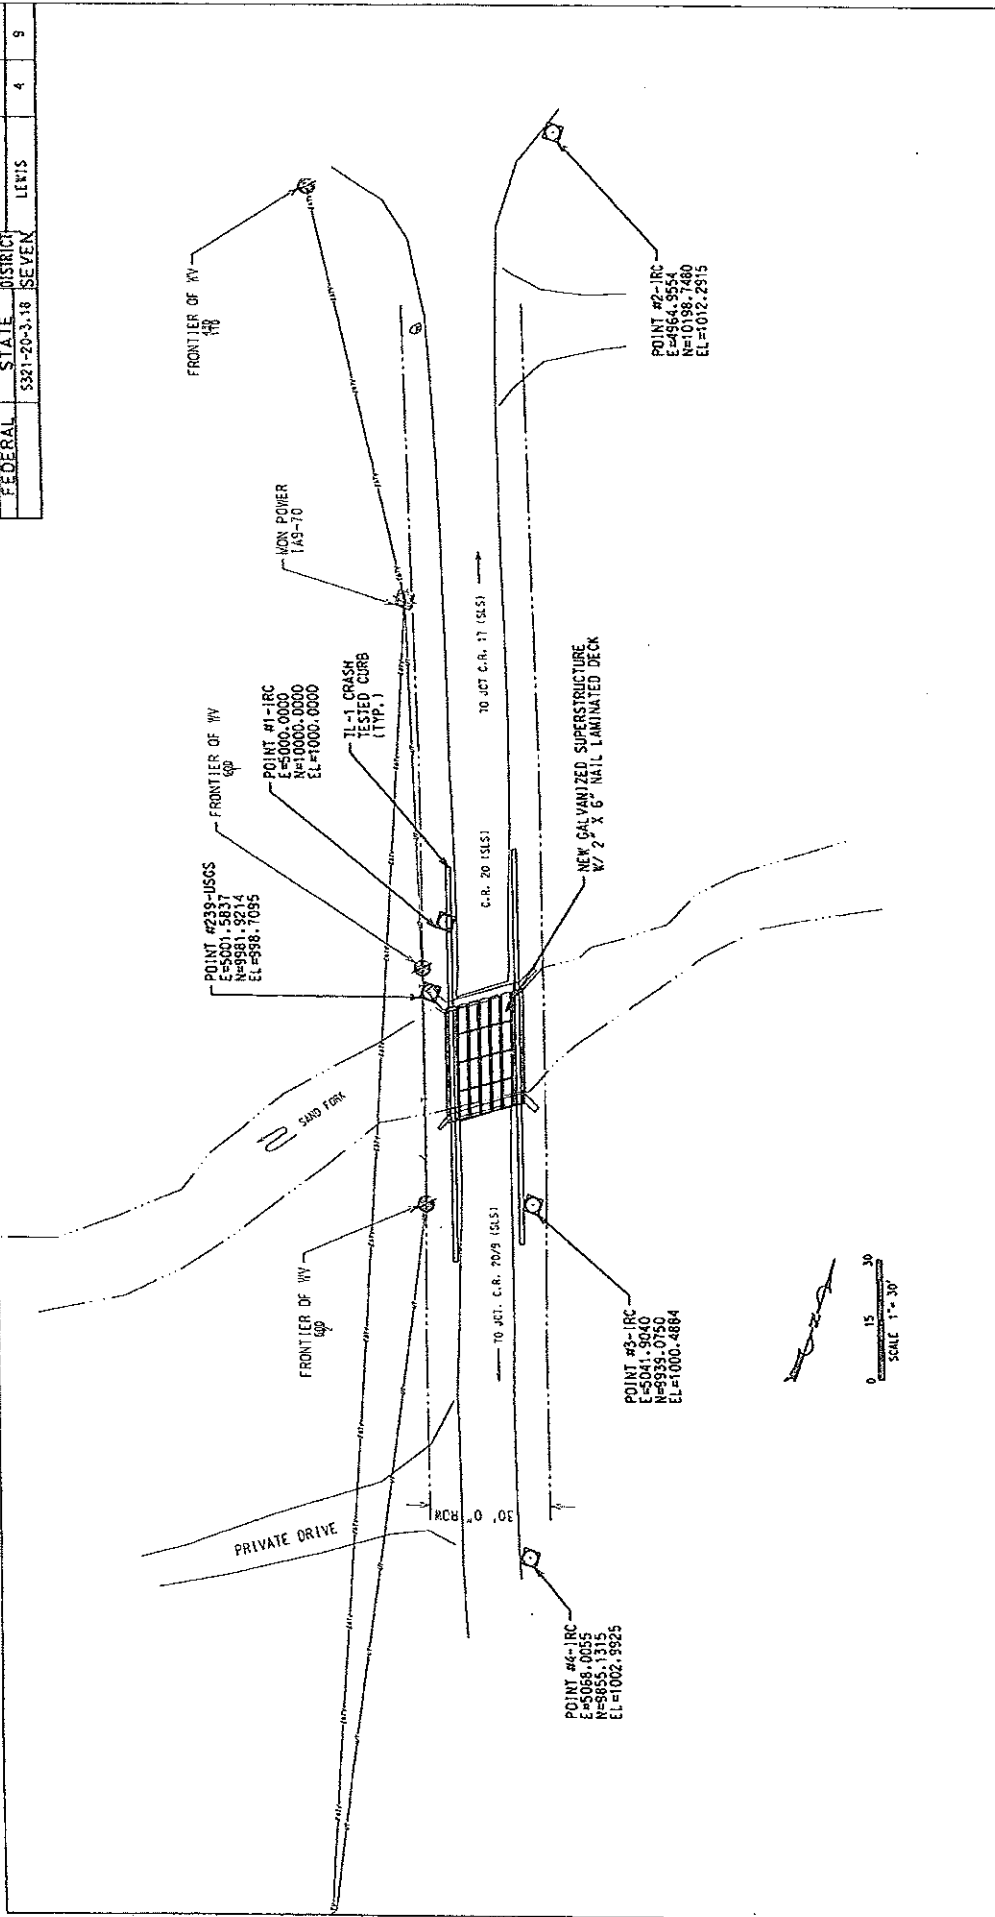 FEDERAL STATE DISTRICT
S321-20-3.18 SEVEN LEWIS 4 9
FRONTIER OF WV
MON POWER
1A9-70
FRONTIER OF WV
POINT #239-USGS
E=5001.5837
N=9981.9214
EL=998.7095
POINT #1-IRC
E=5000.0000
N=10000.0000
EL=1000.0000
TL-1 CRASH
TESTED CURB
(TYP.)
SAND FORK
FRONTIER OF WV
PRIVATE DRIVE
30' 0" ROW
TO JCT. C.R. 20/9 (SLS)
C.R. 20 (SLS)
TO JCT C.R. 17 (SLS)
NEW GALVANIZED SUPERSTRUCTURE
W/ 2" X 6" NAIL LAMINATED DECK
POINT #2-IRC
E=4964.9554
N=10198.7480
EL=1012.2915
POINT #3-IRC
E=5041.9040
N=9939.0750
EL=1000.4884
POINT #4-IRC
E=5068.0055
N=9855.1315
EL=1002.9925
0 15 30
SCALE 1"= 30'